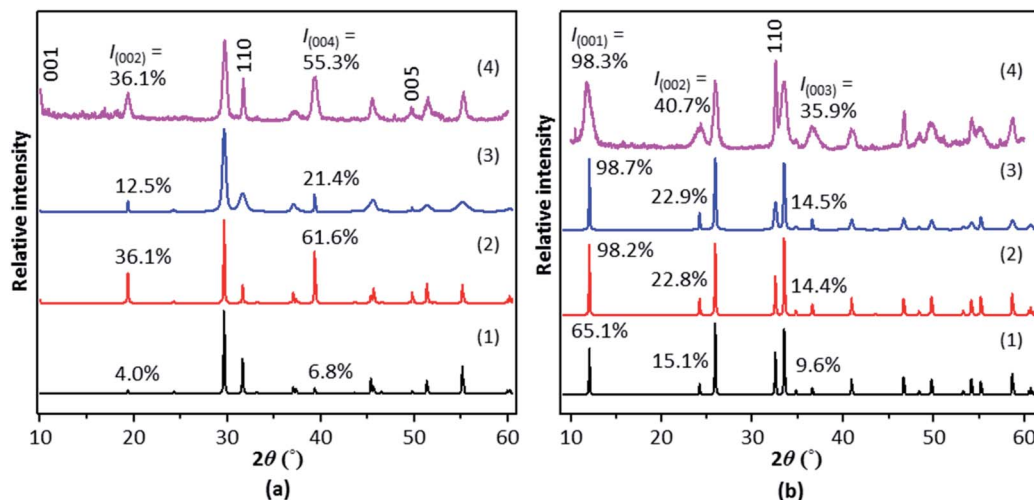 001
I(002) =
36.1%
110
I(004) =
55.3%
005
(4)
12.5%
21.4%
(3)
36.1%
61.6%
(2)
4.0%
6.8%
(1)
Relative intensity
10 20 30 40 50 60
2θ (°)
(a)
I(001) =
98.3%
I(002) =
40.7%
110
I(003) =
35.9%
(4)
98.7%
22.9%
14.5%
(3)
98.2%
22.8%
14.4%
(2)
65.1%
15.1%
9.6%
(1)
Relative intensity
10 20 30 40 50 60
2θ (°)
(b)